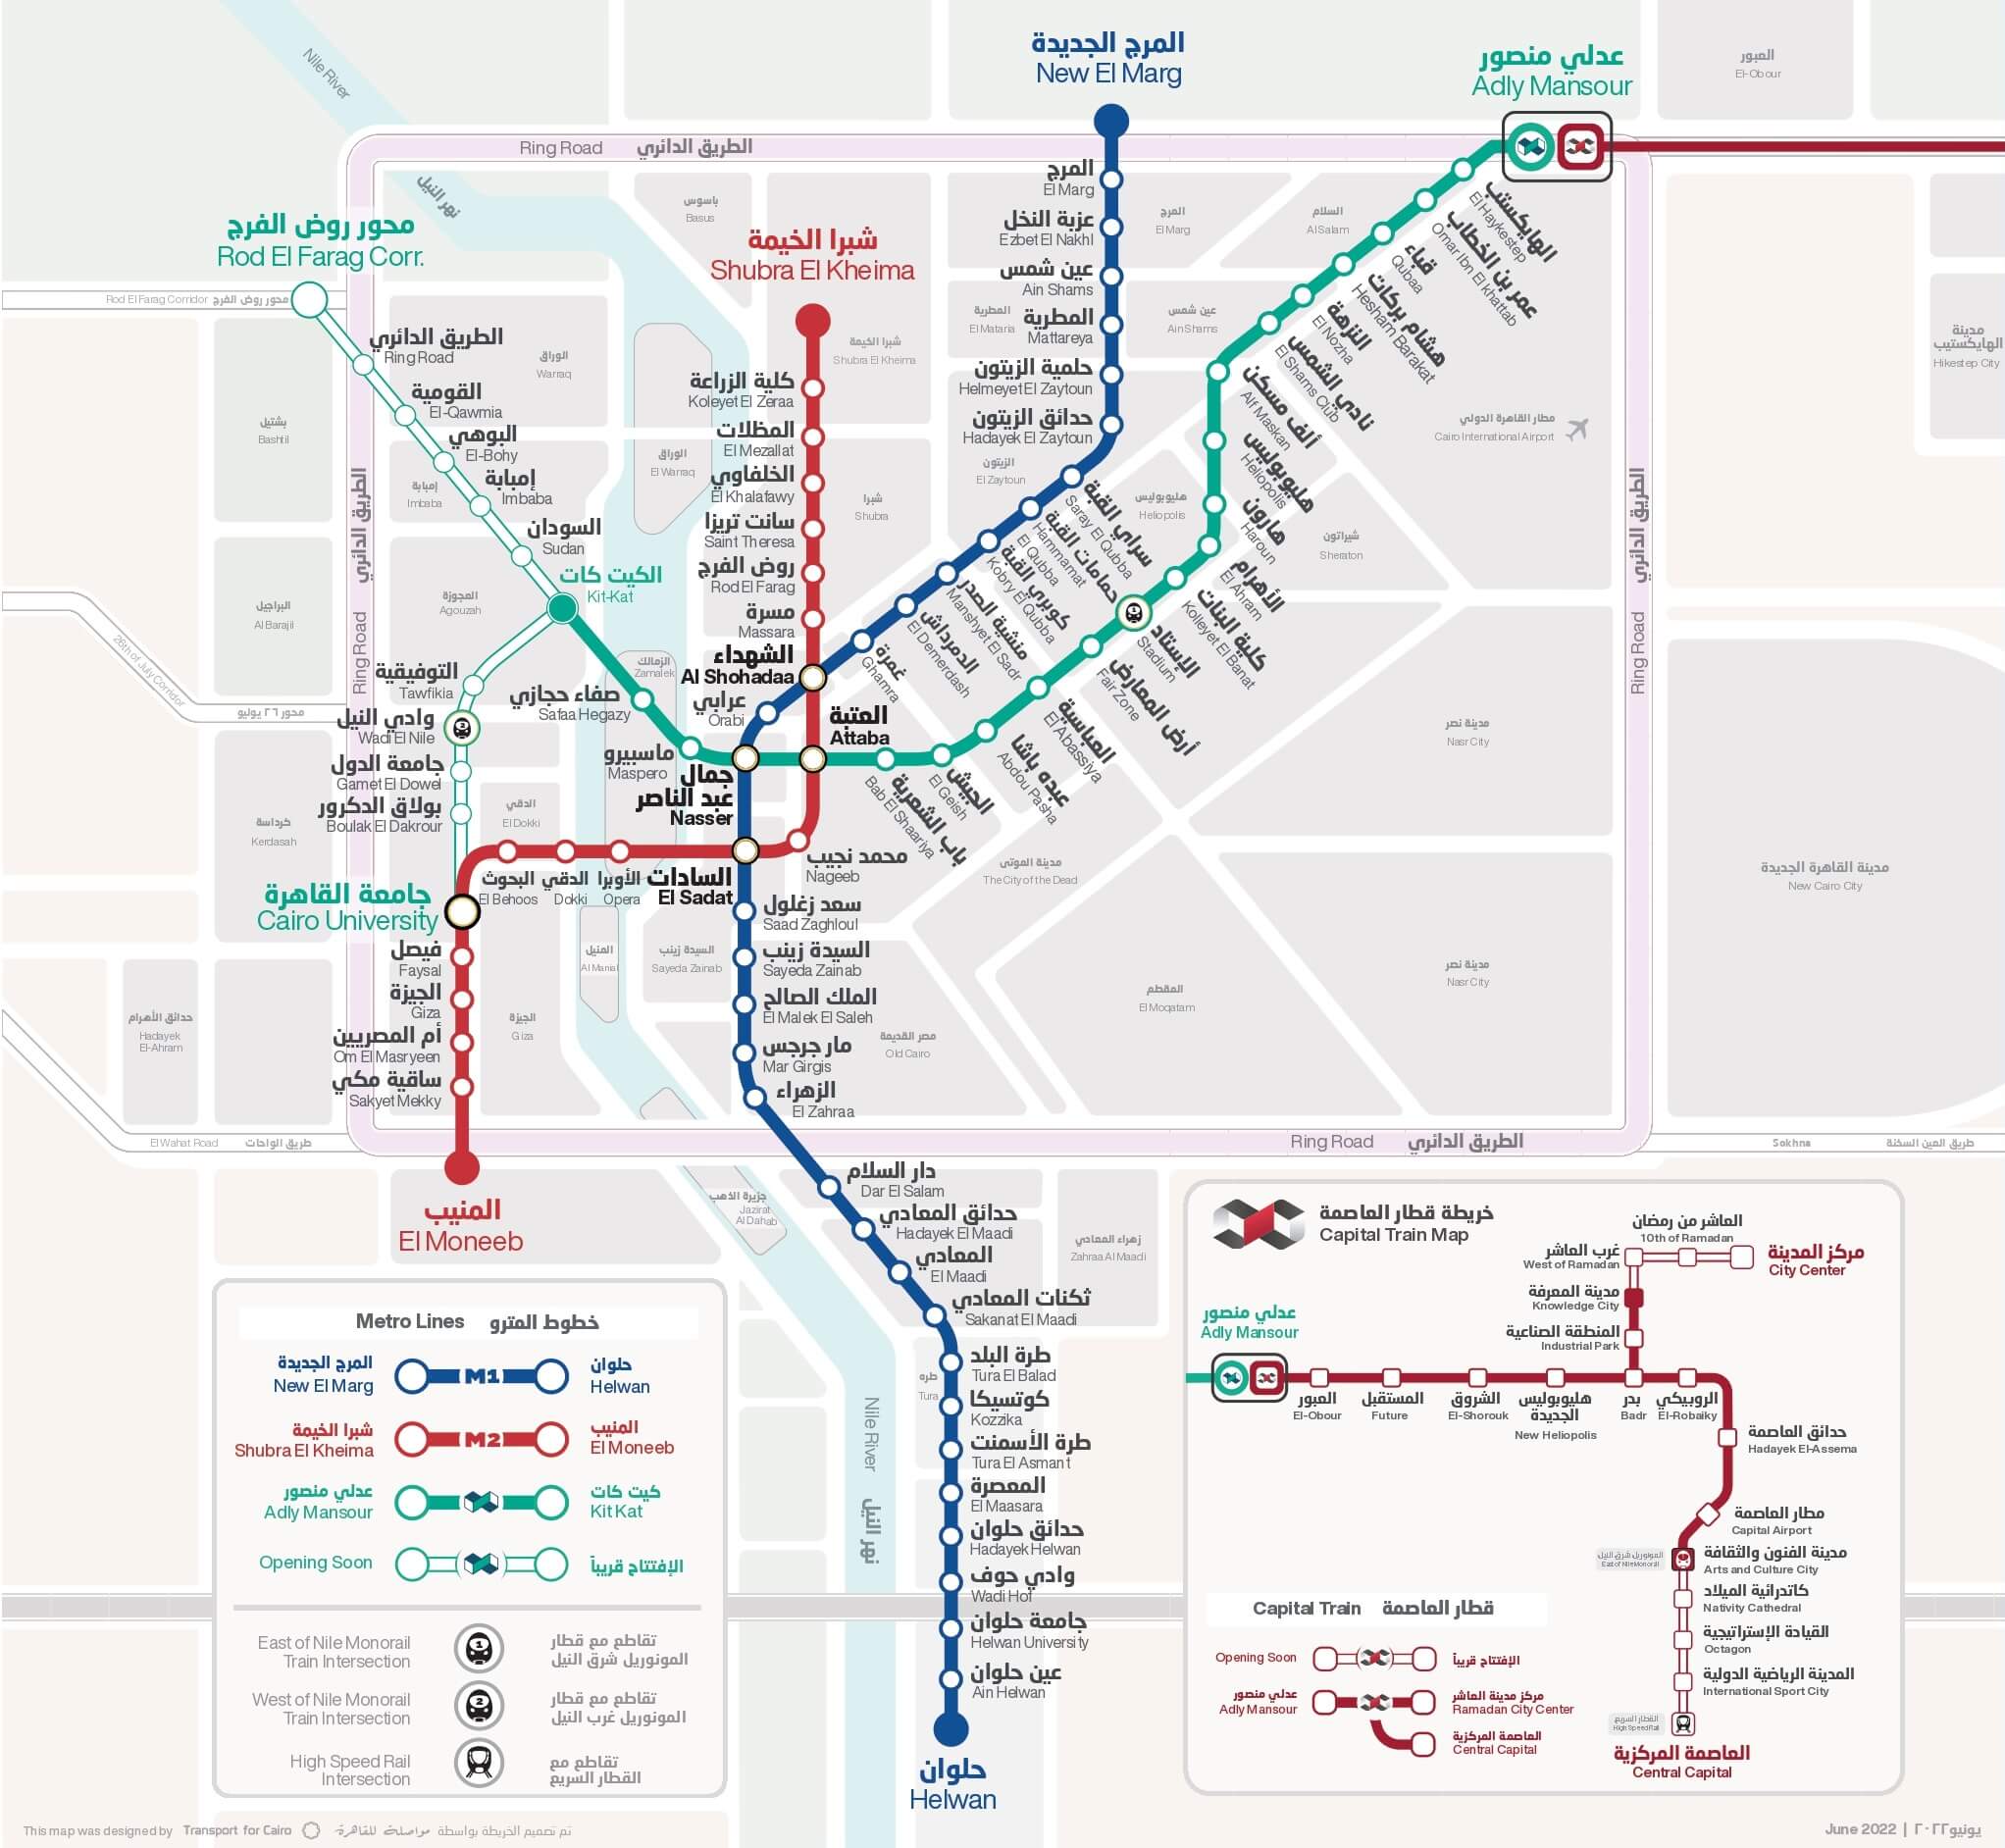 المرج الجديدة
New El Marg
عدلي منصور
Adly Mansour
العبور
El-Obour
Nile River
نهر النيل
Ring Road الطريق الدائري
محور روض الفرج
Rod El Farag Corr.
Rod El Farag Corridor محور روض الفرج
شبرا الخيمة
Shubra El Kheima
باسوس
Basus
المرج
El Marg
عزبة النخل
Ezbet El Nakhl
عين شمس
Ain Shams
المطرية
Mattareya
حلمية الزيتون
Helmeyet El Zaytoun
حدائق الزيتون
Hadayek El Zaytoun
المرج
El Marg
السلام
Al Salam
المطرية
El Mataria
عين شمس
Ain Shams
الزيتون
El Zaytoun
هليوبوليس
Heliopolis
شيراتون
Sheraton
مطار القاهرة الدولي
Cairo International Airport
مدينة
الهايكستيب
Hikestep City
الهايكستب
El Haykestep
عمر بن الخطاب
Omar Ibn El khattab
قباء
Qubaa
هشام بركات
Hesham Barakat
النزهة
El Nozha
نادي الشمس
El Shams Club
ألف مسكن
Alf Maskan
هليوبوليس
Heliopolis
هارون
Haroun
الأهرام
El Ahram
كلية البنات
Kolleyet El Banat
الإستاد
Stadium
أرض المعارض
Fair Zone
العباسية
El Abassiya
عبده باشا
Abdou Pasha
الجيش
El Geish
باب الشعرية
Bab El Shaariya
سراي القبة
Saray El Qubba
حمامات القبة
Hammamat
El Qubba
كوبري القبة
Kobry El Qubba
منشية الصدر
Manshyet El Sadr
الدمرداش
El Demerdash
غمرة
Ghamra
الطريق الدائري
Ring Road
القومية
El-Qawmia
البوهي
El-Bohy
إمبابة
Imbaba
السودان
Sudan
الكيت كات
Kit-Kat
الوراق
Warraq
بشتيل
Bashtil
إمبابة
Imbaba
الوراق
El Warraq
البراجيل
Al Barajil
العجوزة
Agouzah
الزمالك
Zamalek
شبرا الخيمة
Shubra El Kheima
شبرا
Shubra
كلية الزراعة
Koleyet El Zeraa
المظلات
El Mezallat
الخلفاوي
El Khalafawy
سانت تريزا
Saint Theresa
روض الفرج
Rod El Farag
مسرة
Massara
الشهداء
Al Shohadaa
عرابي
Orabi
العتبة
Attaba
صفاء حجازي
Safaa Hegazy
ماسبيرو
Maspero
جمال
عبد الناصر
Nasser
التوفيقية
Tawfikia
وادي النيل
Wadi El Nile
جامعة الدول
Gamet El Dowel
بولاق الدكرور
Boulak El Dakrour
26th of July Corridor
محور ٢٦ يوليو
الطريق الدائري
Ring Road
الطريق الدائري
Ring Road
كرداسة
Kerdasah
الدقي
El Dokki
محمد نجيب
Nageeb
السادات
El Sadat
الأوبرا
Opera
الدقي
Dokki
البحوث
El Behoos
جامعة القاهرة
Cairo University
فيصل
Faysal
الجيزة
Giza
أم المصريين
Om El Masryeen
ساقية مكي
Sakyet Mekky
المنيب
El Moneeb
حدائق الأهرام
Hadayek
El-Ahram
الجيزة
Giza
المنيل
Al Manial
السيدة زينب
Sayeda Zainab
سعد زغلول
Saad Zaghloul
السيدة زينب
Sayeda Zainab
الملك الصالح
El Malek El Saleh
مار جرجس
Mar Girgis
الزهراء
El Zahraa
مصر القديمة
Old Cairo
مدينة الموتى
The City of the Dead
المقطم
El Moqatam
مدينة نصر
Nasr City
مدينة نصر
Nasr City
مدينة القاهرة الجديدة
New Cairo City
El Wahat Road طريق الواحات
Ring Road الطريق الدائري
Sokhna طريق العين السخنة
دار السلام
Dar El Salam
حدائق المعادي
Hadayek El Maadi
المعادي
El Maadi
ثكنات المعادي
Sakanat El Maadi
طرة البلد
Tura El Balad
كوتسيكا
Kozzika
طرة الأسمنت
Tura El Asmant
المعصرة
El Maasara
حدائق حلوان
Hadayek Helwan
وادي حوف
Wadi Hof
جامعة حلوان
Helwan University
عين حلوان
Ain Helwan
حلوان
Helwan
جزيرة الذهب
Jazirat
Al Dahab
زهراء المعادي
Zahraa Al Maadi
طره
Tura
Nile River نهر النيل
Metro Lines خطوط المترو
المرج الجديدة
New El Marg
M1
حلوان
Helwan
شبرا الخيمة
Shubra El Kheima
M2
المنيب
El Moneeb
عدلي منصور
Adly Mansour
كيت كات
Kit Kat
Opening Soon
الإفتتاح قريباً
East of Nile Monorail
Train Intersection
1
تقاطع مع قطار
المونوريل شرق النيل
West of Nile Monorail
Train Intersection
2
تقاطع مع قطار
المونوريل غرب النيل
High Speed Rail
Intersection
تقاطع مع
القطار السريع
خريطة قطار العاصمة
Capital Train Map
العاشر من رمضان
10th of Ramadan
غرب العاشر
West of Ramadan
مركز المدينة
City Center
مدينة المعرفة
Knowledge City
المنطقة الصناعية
Industrial Park
عدلي منصور
Adly Mansour
العبور
El-Obour
المستقبل
Future
الشروق
El-Shorouk
هليوبوليس
الجديدة
New Heliopolis
بدر
Badr
الروبيكي
El-Robaiky
حدائق العاصمة
Hadayek El-Assema
مطار العاصمة
Capital Airport
المونوريل شرق النيل
East of Nile Monorail
مدينة الفنون والثقافة
Arts and Culture City
كاتدرائية الميلاد
Nativity Cathedral
القيادة الإستراتيجية
Octagon
المدينة الرياضية الدولية
International Sport City
القطار السريع
High Speed Rail
العاصمة المركزية
Central Capital
Capital Train قطار العاصمة
Opening Soon
الإفتتاح قريباً
عدلي منصور
Adly Mansour
مركز مدينة العاشر
Ramadan City Center
العاصمة المركزية
Central Capital
This map was designed by Transport for Cairo مواصلة للقاهرة تم تصميم الخريطة بواسطة
June 2022 | يونيو ٢٠٢٢